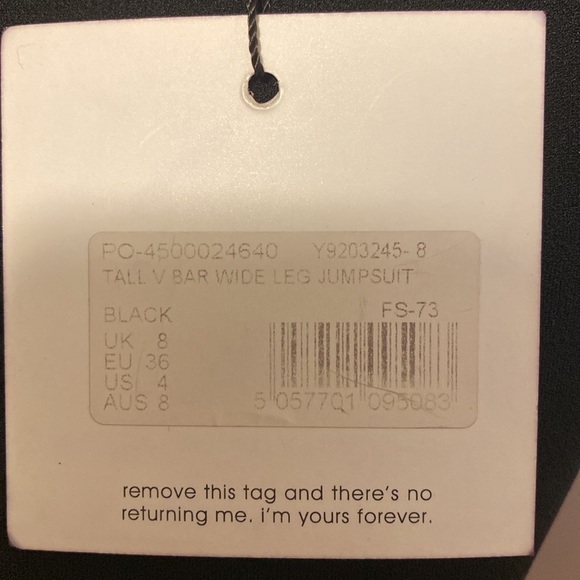 PO-4500024640 Y9203245- 8
TALL V BAR WIDE LEG JUMPSUIT
BLACK FS-73
UK 8
EU 36
US 4
AUS 8
5 057701 095083
remove this tag and there's no
returning me. i'm yours forever.